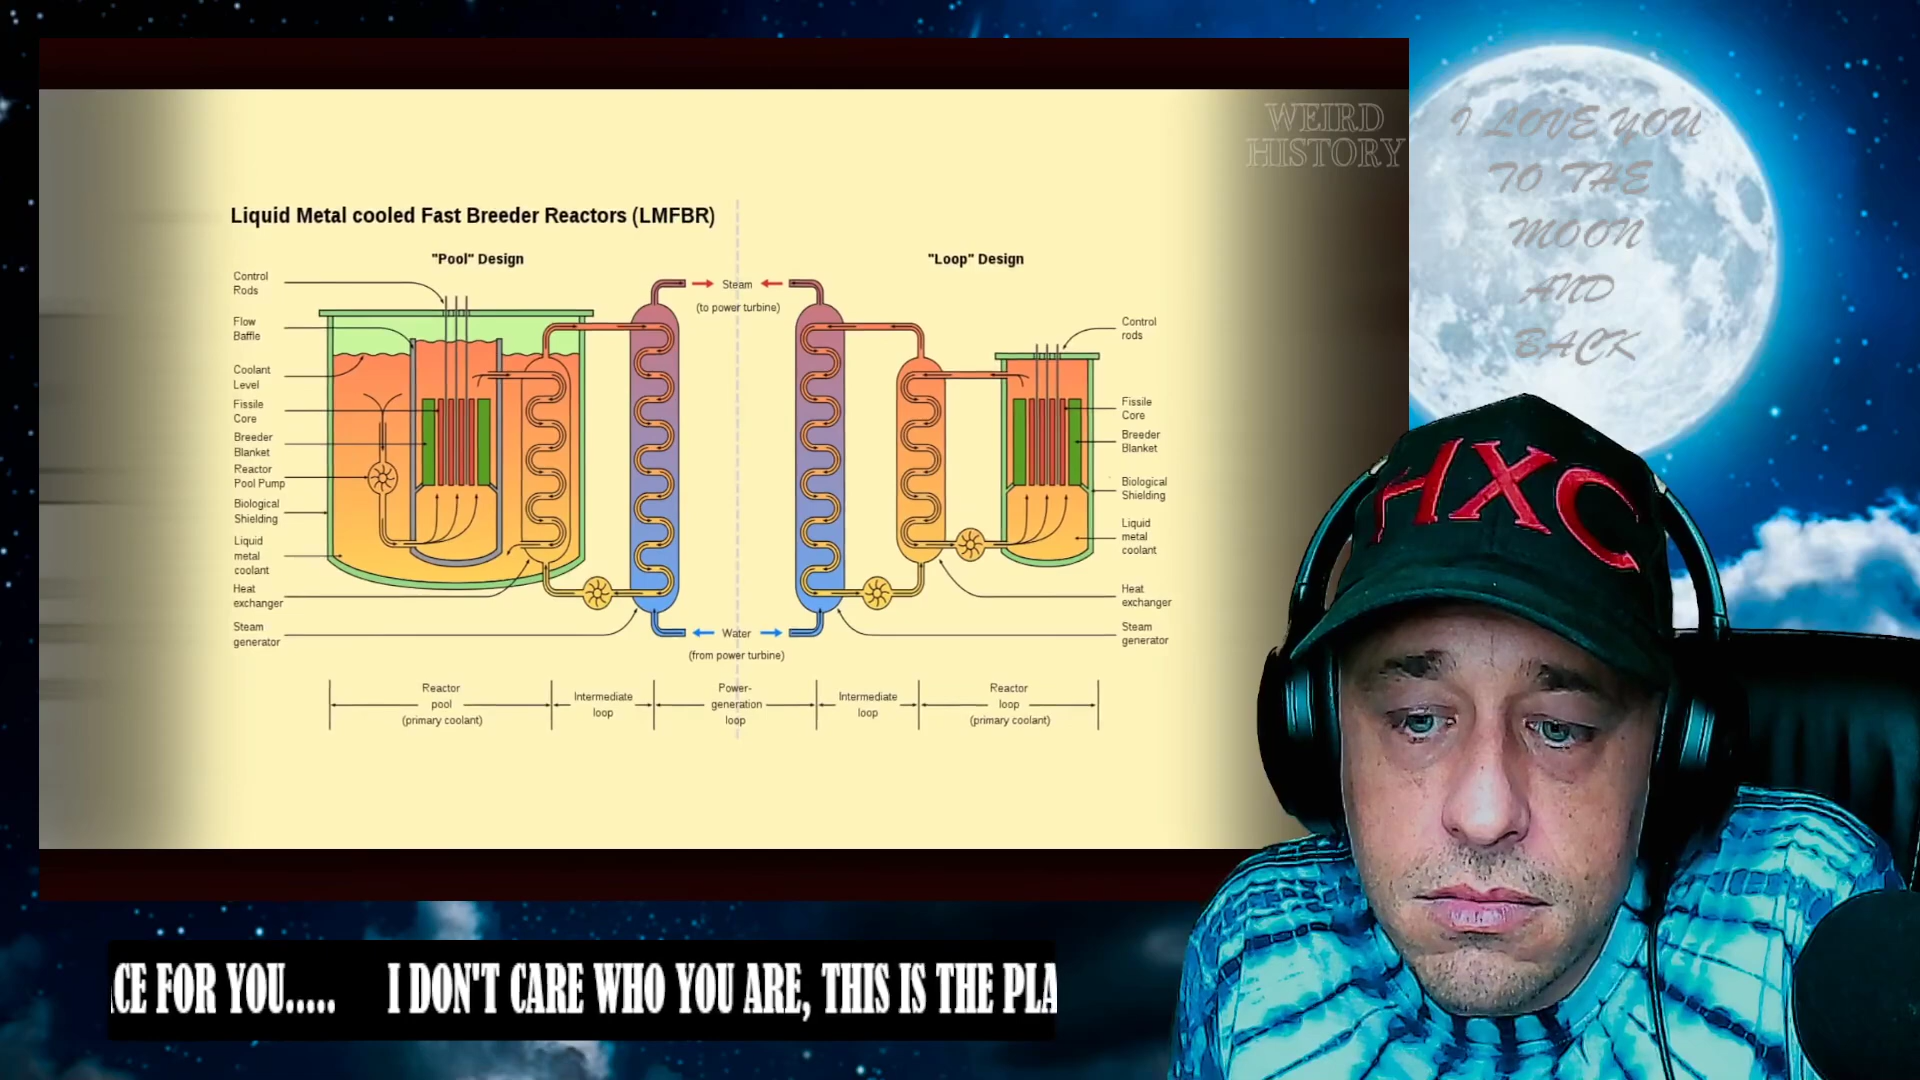 WEIRD
HISTORY
I LOVE YOU
TO THE
MOON
AND
BACK
Liquid Metal cooled Fast Breeder Reactors (LMFBR)
"Pool" Design
"Loop" Design
Control
Rods
Flow
Baffle
Coolant
Level
Fissile
Core
Breeder
Blanket
Reactor
Pool Pump
Biological
Shielding
Liquid
metal
coolant
Heat
exchanger
Steam
generator
Steam
(to power turbine)
Water
(from power turbine)
Control
rods
Fissile
Core
Breeder
Blanket
Biological
Shielding
Liquid
metal
coolant
Heat
exchanger
Steam
generator
Reactor
pool
(primary coolant)
Intermediate
loop
Power-
generation
loop
Intermediate
loop
Reactor
loop
(primary coolant)
HXC
CE FOR YOU..... I DON'T CARE WHO YOU ARE, THIS IS THE PLA